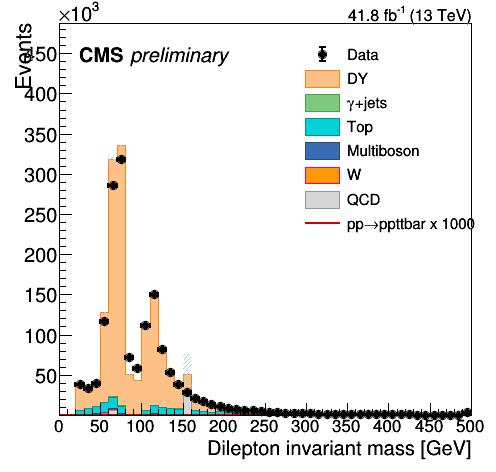 ×10³
41.8 fb⁻¹ (13 TeV)
Events
CMS preliminary
Data
DY
γ+jets
Top
Multiboson
W
QCD
pp→ppttbar x 1000
450
400
350
300
250
200
150
100
50
0 50 100 150 200 250 300 350 400 450 500
Dilepton invariant mass [GeV]